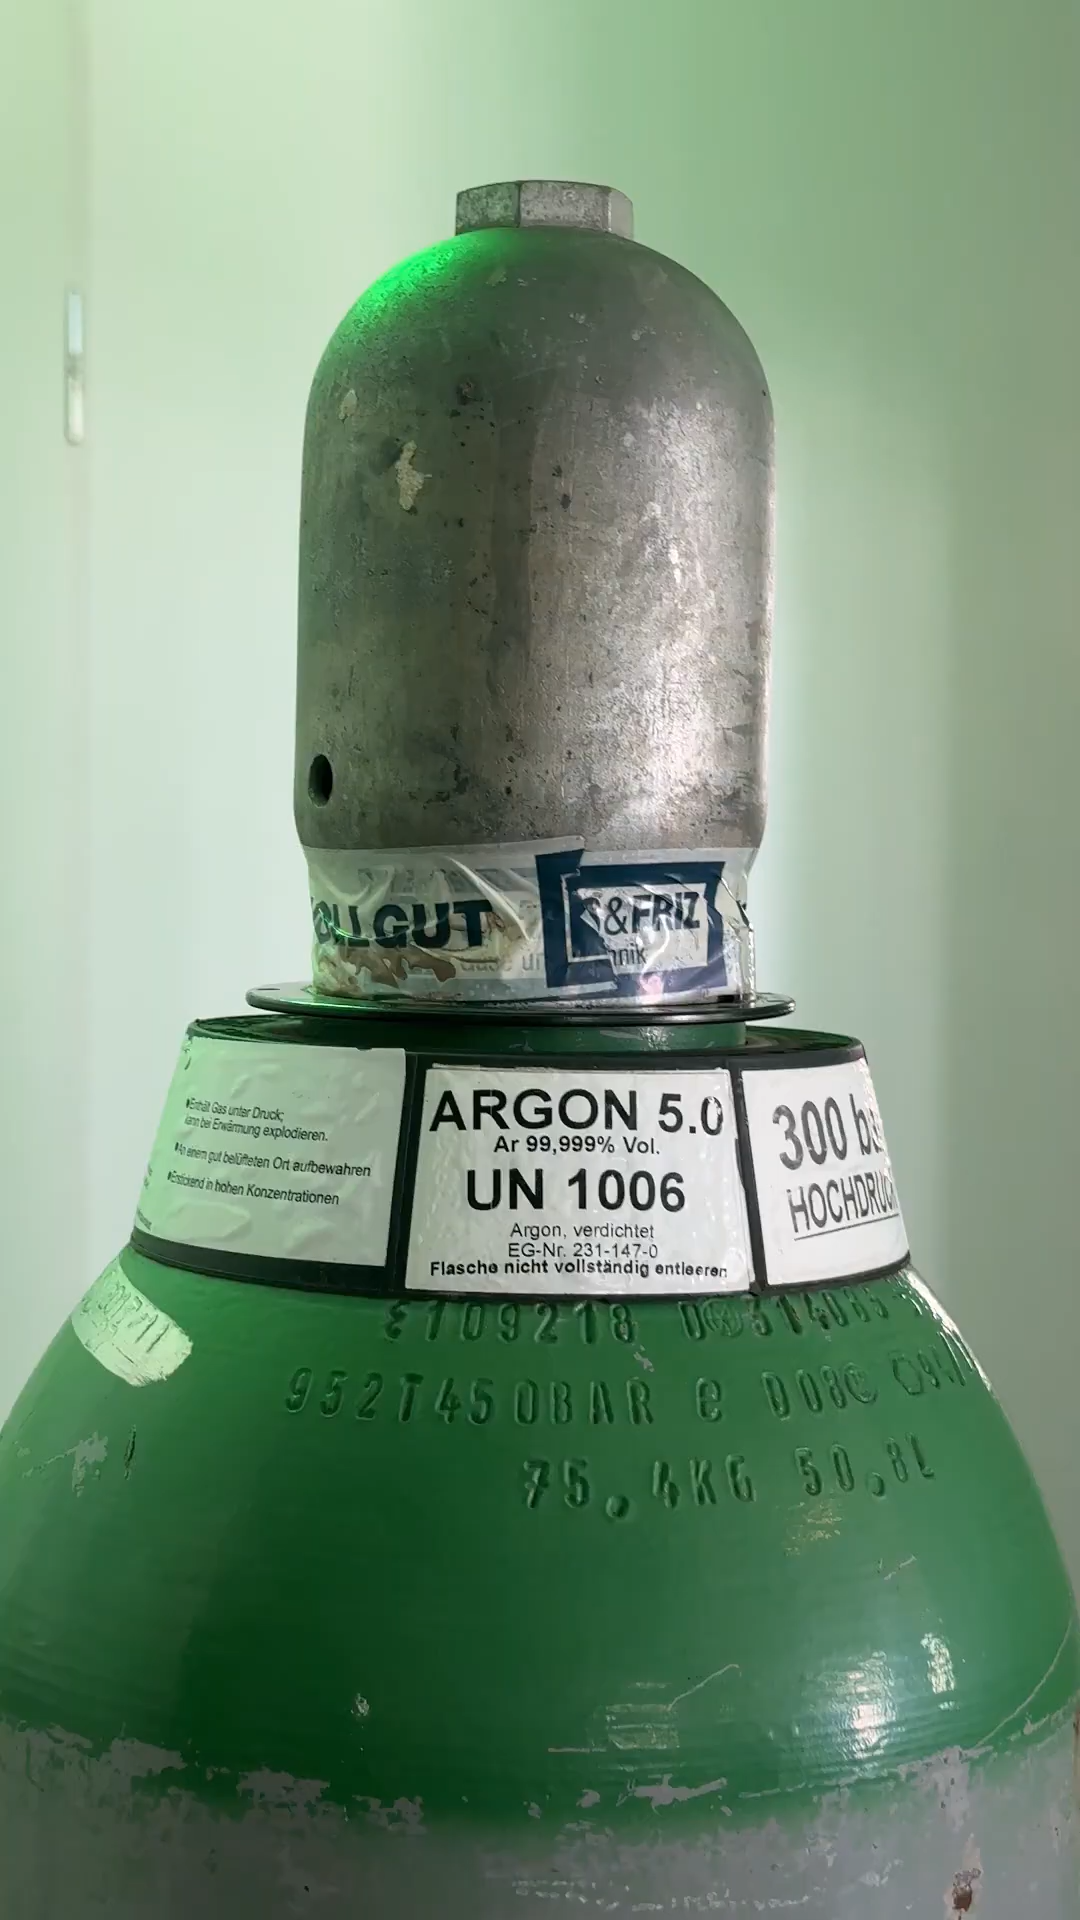 OLLGUT
&FRIZ
•Enthält Gas unter Druck;
kann bei Erwärmung explodieren.
•An einem gut belüfteten Ort aufbewahren
•Erstickend in hohen Konzentrationen
ARGON 5.0
Ar 99,999% Vol.
UN 1006
Argon, verdichtet
EG-Nr. 231-147-0
Flasche nicht vollständig entleeren
300 ba
HOCHDRUC
952T450BAR e D08
75.4KG 50.8L